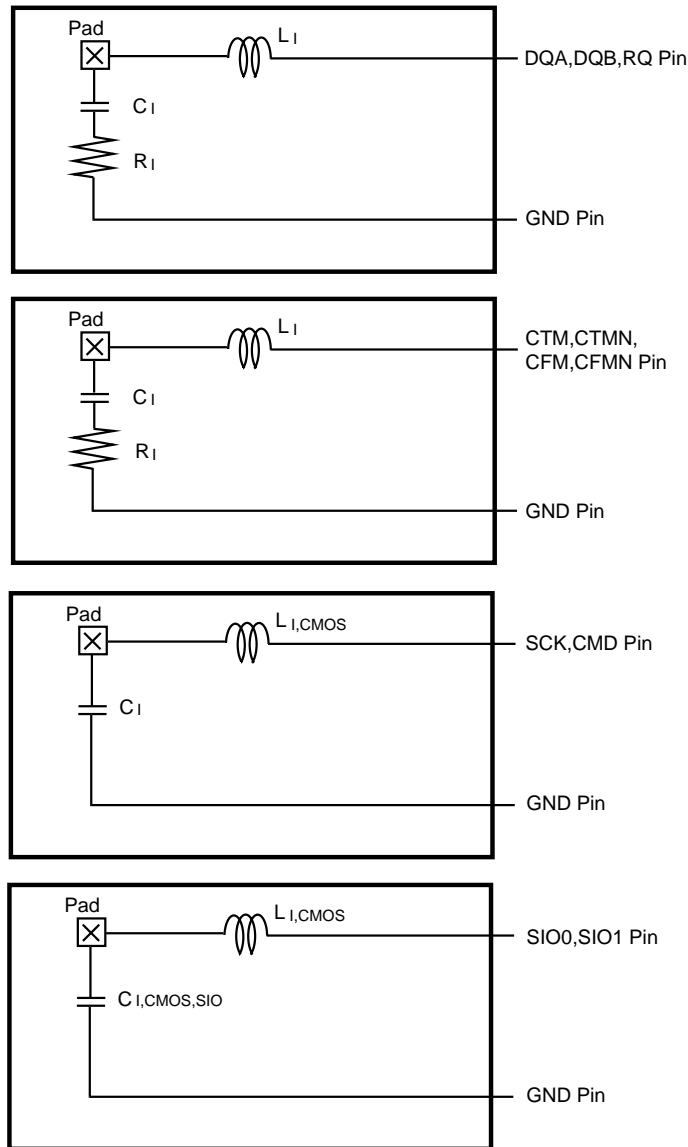 Pad
L I
DQA,DQB,RQ Pin
C I
R I
GND Pin
Pad
L I
CTM,CTMN,
CFM,CFMN Pin
C I
R I
GND Pin
Pad
L I,CMOS
SCK,CMD Pin
C I
GND Pin
Pad
L I,CMOS
SIO0,SIO1 Pin
C I,CMOS,SIO
GND Pin